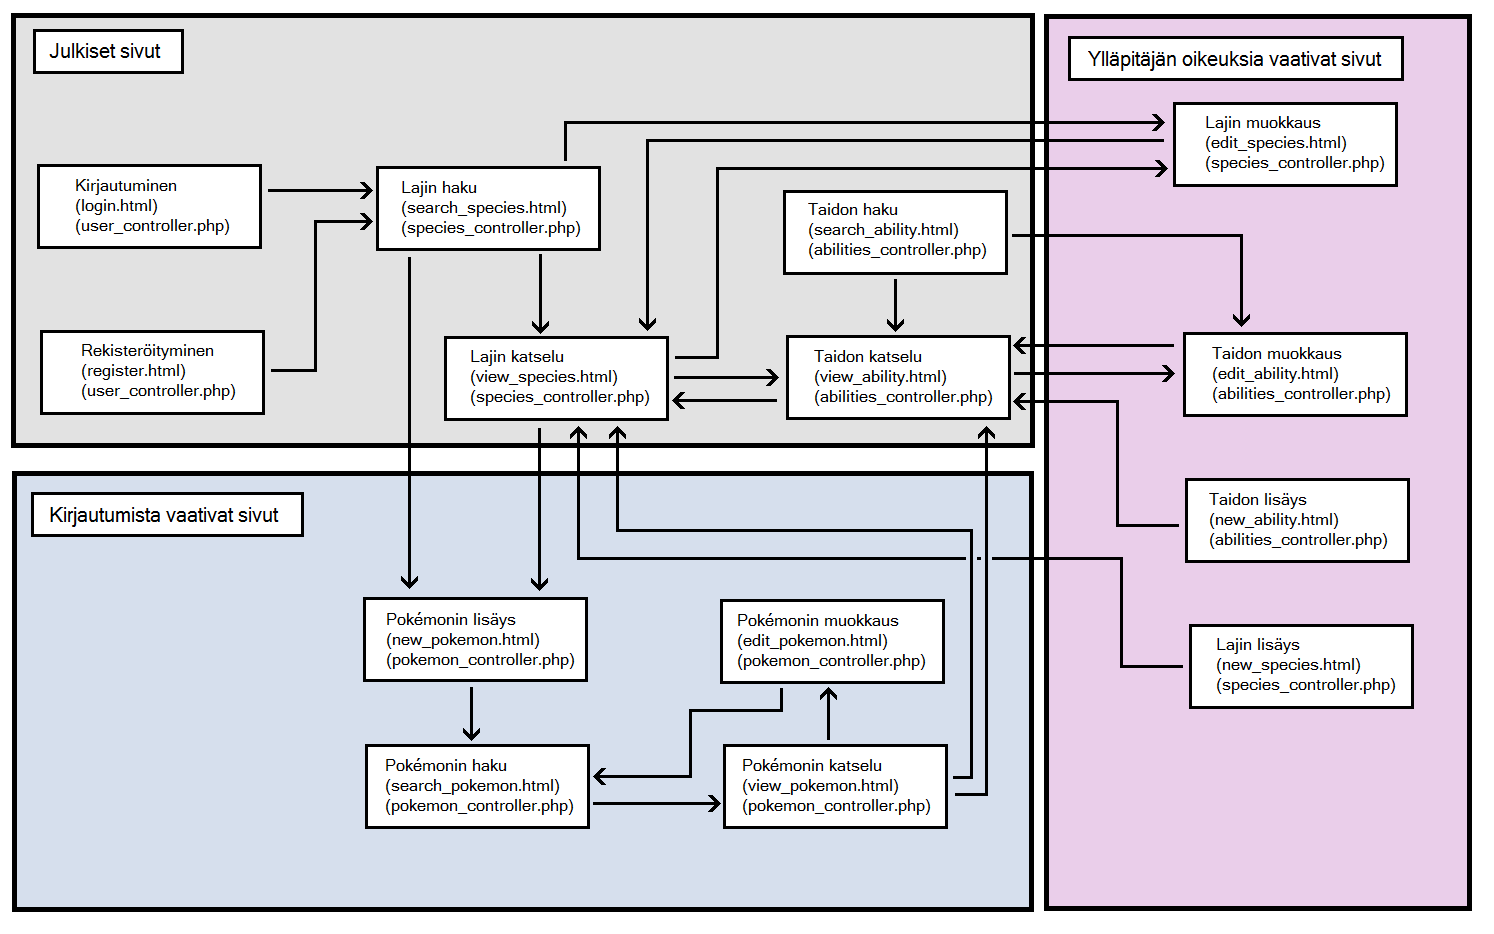 Julkiset sivut
Kirjautuminen
(login.html)
(user_controller.php)
Lajin haku
(search_species.html)
(species_controller.php)
Taidon haku
(search_ability.html)
(abilities_controller.php)
Rekisteröityminen
(register.html)
(user_controller.php)
Lajin katselu
(view_species.html)
(species_controller.php)
Taidon katselu
(view_ability.html)
(abilities_controller.php)
Ylläpitäjän oikeuksia vaativat sivut
Lajin muokkaus
(edit_species.html)
(species_controller.php)
Taidon muokkaus
(edit_ability.html)
(abilities_controller.php)
Taidon lisäys
(new_ability.html)
(abilities_controller.php)
Lajin lisäys
(new_species.html)
(species_controller.php)
Kirjautumista vaativat sivut
Pokémonin lisäys
(new_pokemon.html)
(pokemon_controller.php)
Pokémonin muokkaus
(edit_pokemon.html)
(pokemon_controller.php)
Pokémonin haku
(search_pokemon.html)
(pokemon_controller.php)
Pokémonin katselu
(view_pokemon.html)
(pokemon_controller.php)